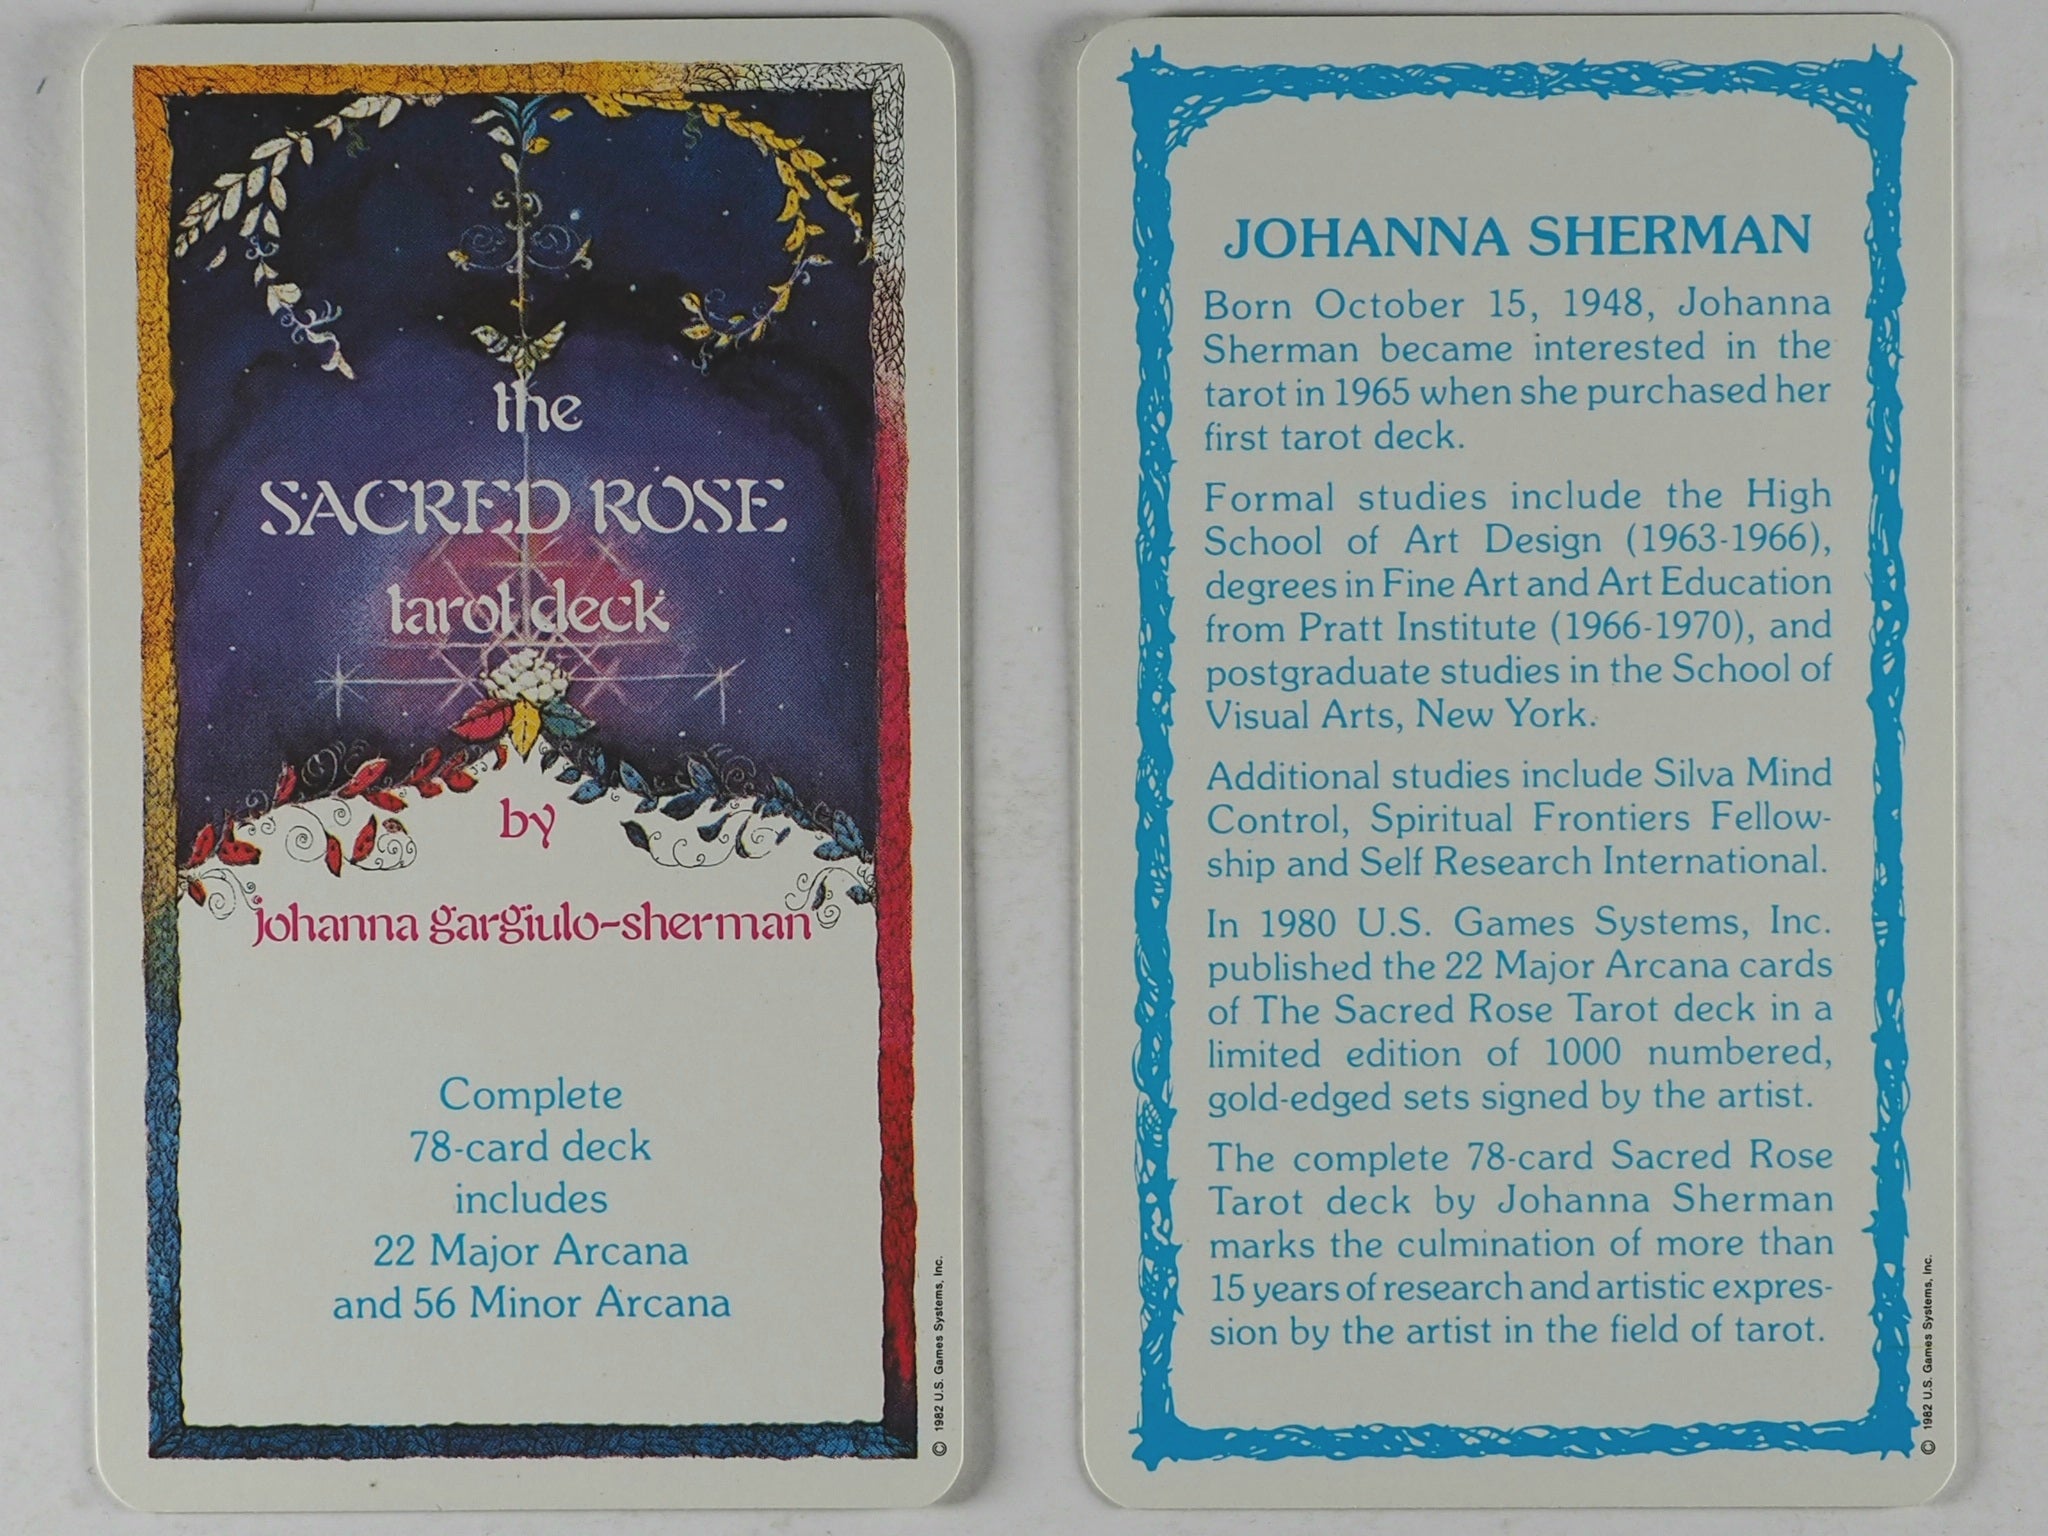 the
SACRED ROSE
tarot deck
by
johanna gargiulo-sherman
Complete
78-card deck
includes
22 Major Arcana
and 56 Minor Arcana
© 1982 U.S. Games Systems, Inc.
JOHANNA SHERMAN
Born October 15, 1948, Johanna
Sherman became interested in the
tarot in 1965 when she purchased her
first tarot deck.
Formal studies include the High
School of Art Design (1963-1966),
degrees in Fine Art and Art Education
from Pratt Institute (1966-1970), and
postgraduate studies in the School of
Visual Arts, New York.
Additional studies include Silva Mind
Control, Spiritual Frontiers Fellow-
ship and Self Research International.
In 1980 U.S. Games Systems, Inc.
published the 22 Major Arcana cards
of The Sacred Rose Tarot deck in a
limited edition of 1000 numbered,
gold-edged sets signed by the artist.
The complete 78-card Sacred Rose
Tarot deck by Johanna Sherman
marks the culmination of more than
15 years of research and artistic expres-
sion by the artist in the field of tarot.
© 1982 U.S. Games Systems, Inc.